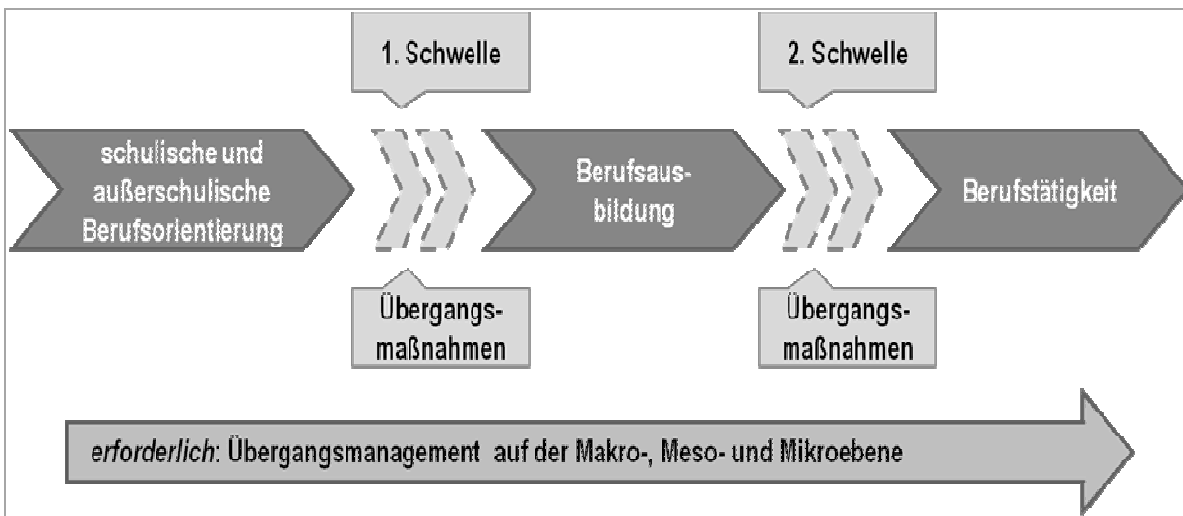 1. Schwelle
2. Schwelle
schulische und
außerschulische
Berufsorientierung
Berufsaus-
bildung
Berufstätigkeit
Übergangs-
maßnahmen
Übergangs-
maßnahmen
erforderlich: Übergangsmanagement auf der Makro-, Meso- und Mikroebene